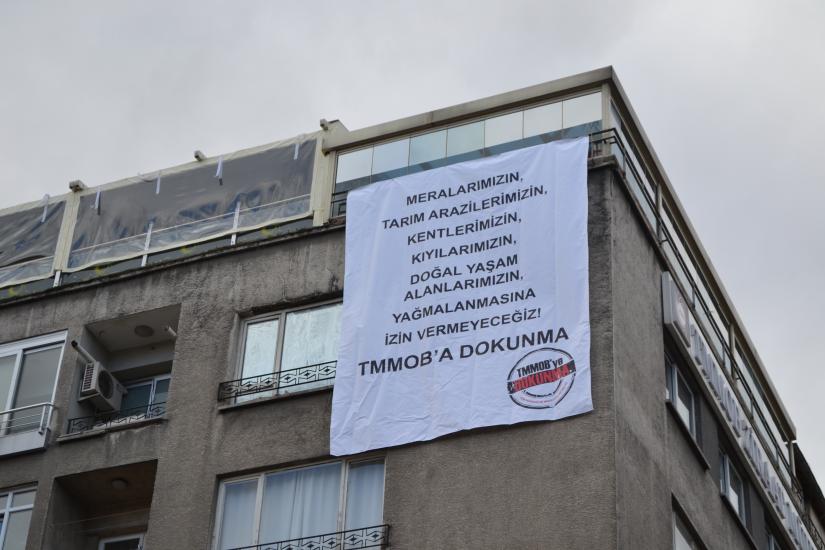 MERALARIMIZIN,
TARIM ARAZİLERİMİZİN,
KENTLERİMİZİN,
KIYILARIMIZIN,
DOĞAL YAŞAM
ALANLARIMIZIN,
YAĞMALANMASINA
İZİN VERMEYECEĞİZ!
TMMOB'A DOKUNMA
TMMOB'ye
DOKUNMA